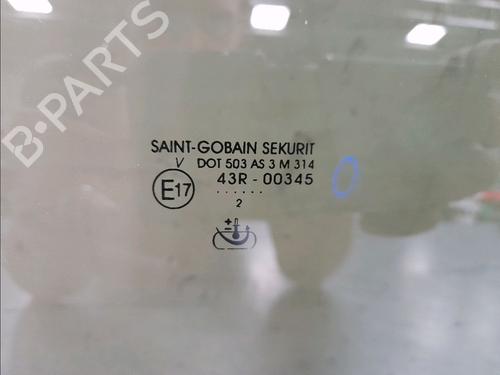 B-PARTS
SAINT-GOBAIN SEKURIT
V DOT 503 AS 3 M 314
E17 43R - 00345
......
2
+
-